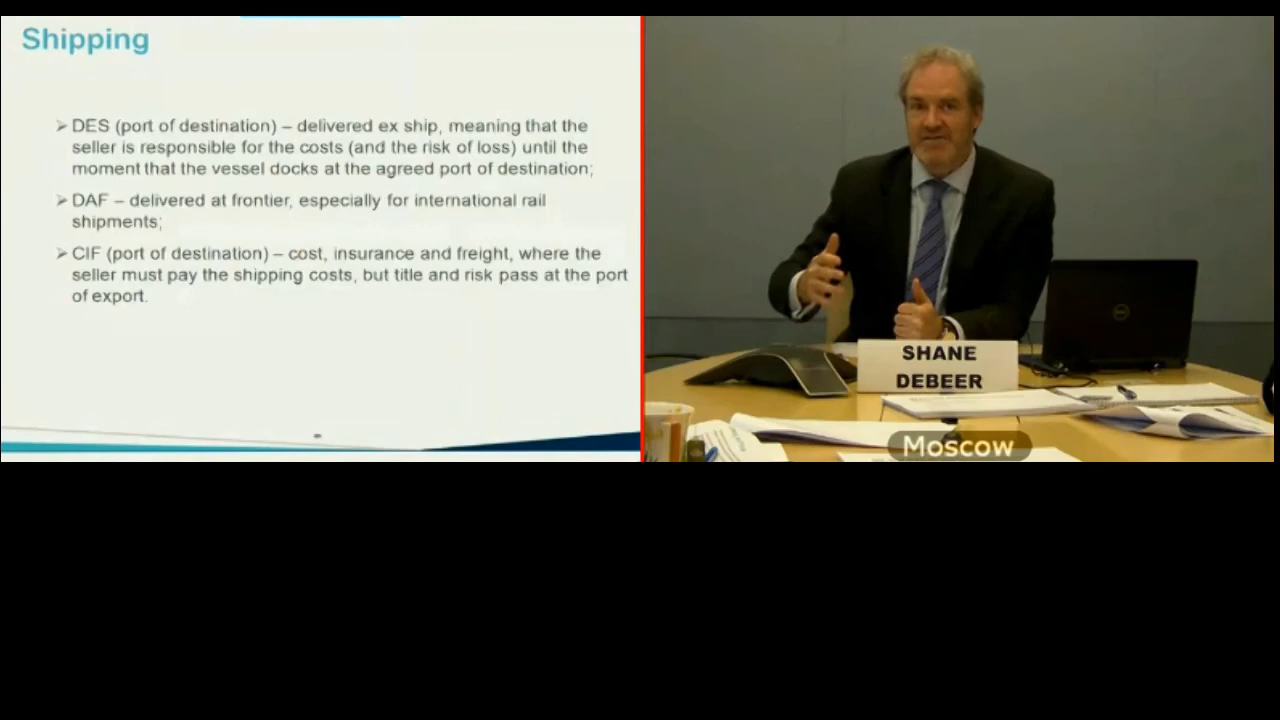 Shipping
➢ DES (port of destination) – delivered ex ship, meaning that the
seller is responsible for the costs (and the risk of loss) until the
moment that the vessel docks at the agreed port of destination;
➢ DAF – delivered at frontier, especially for international rail
shipments;
➢ CIF (port of destination) – cost, insurance and freight, where the
seller must pay the shipping costs, but title and risk pass at the port
of export.
SHANE
DEBEER
Moscow